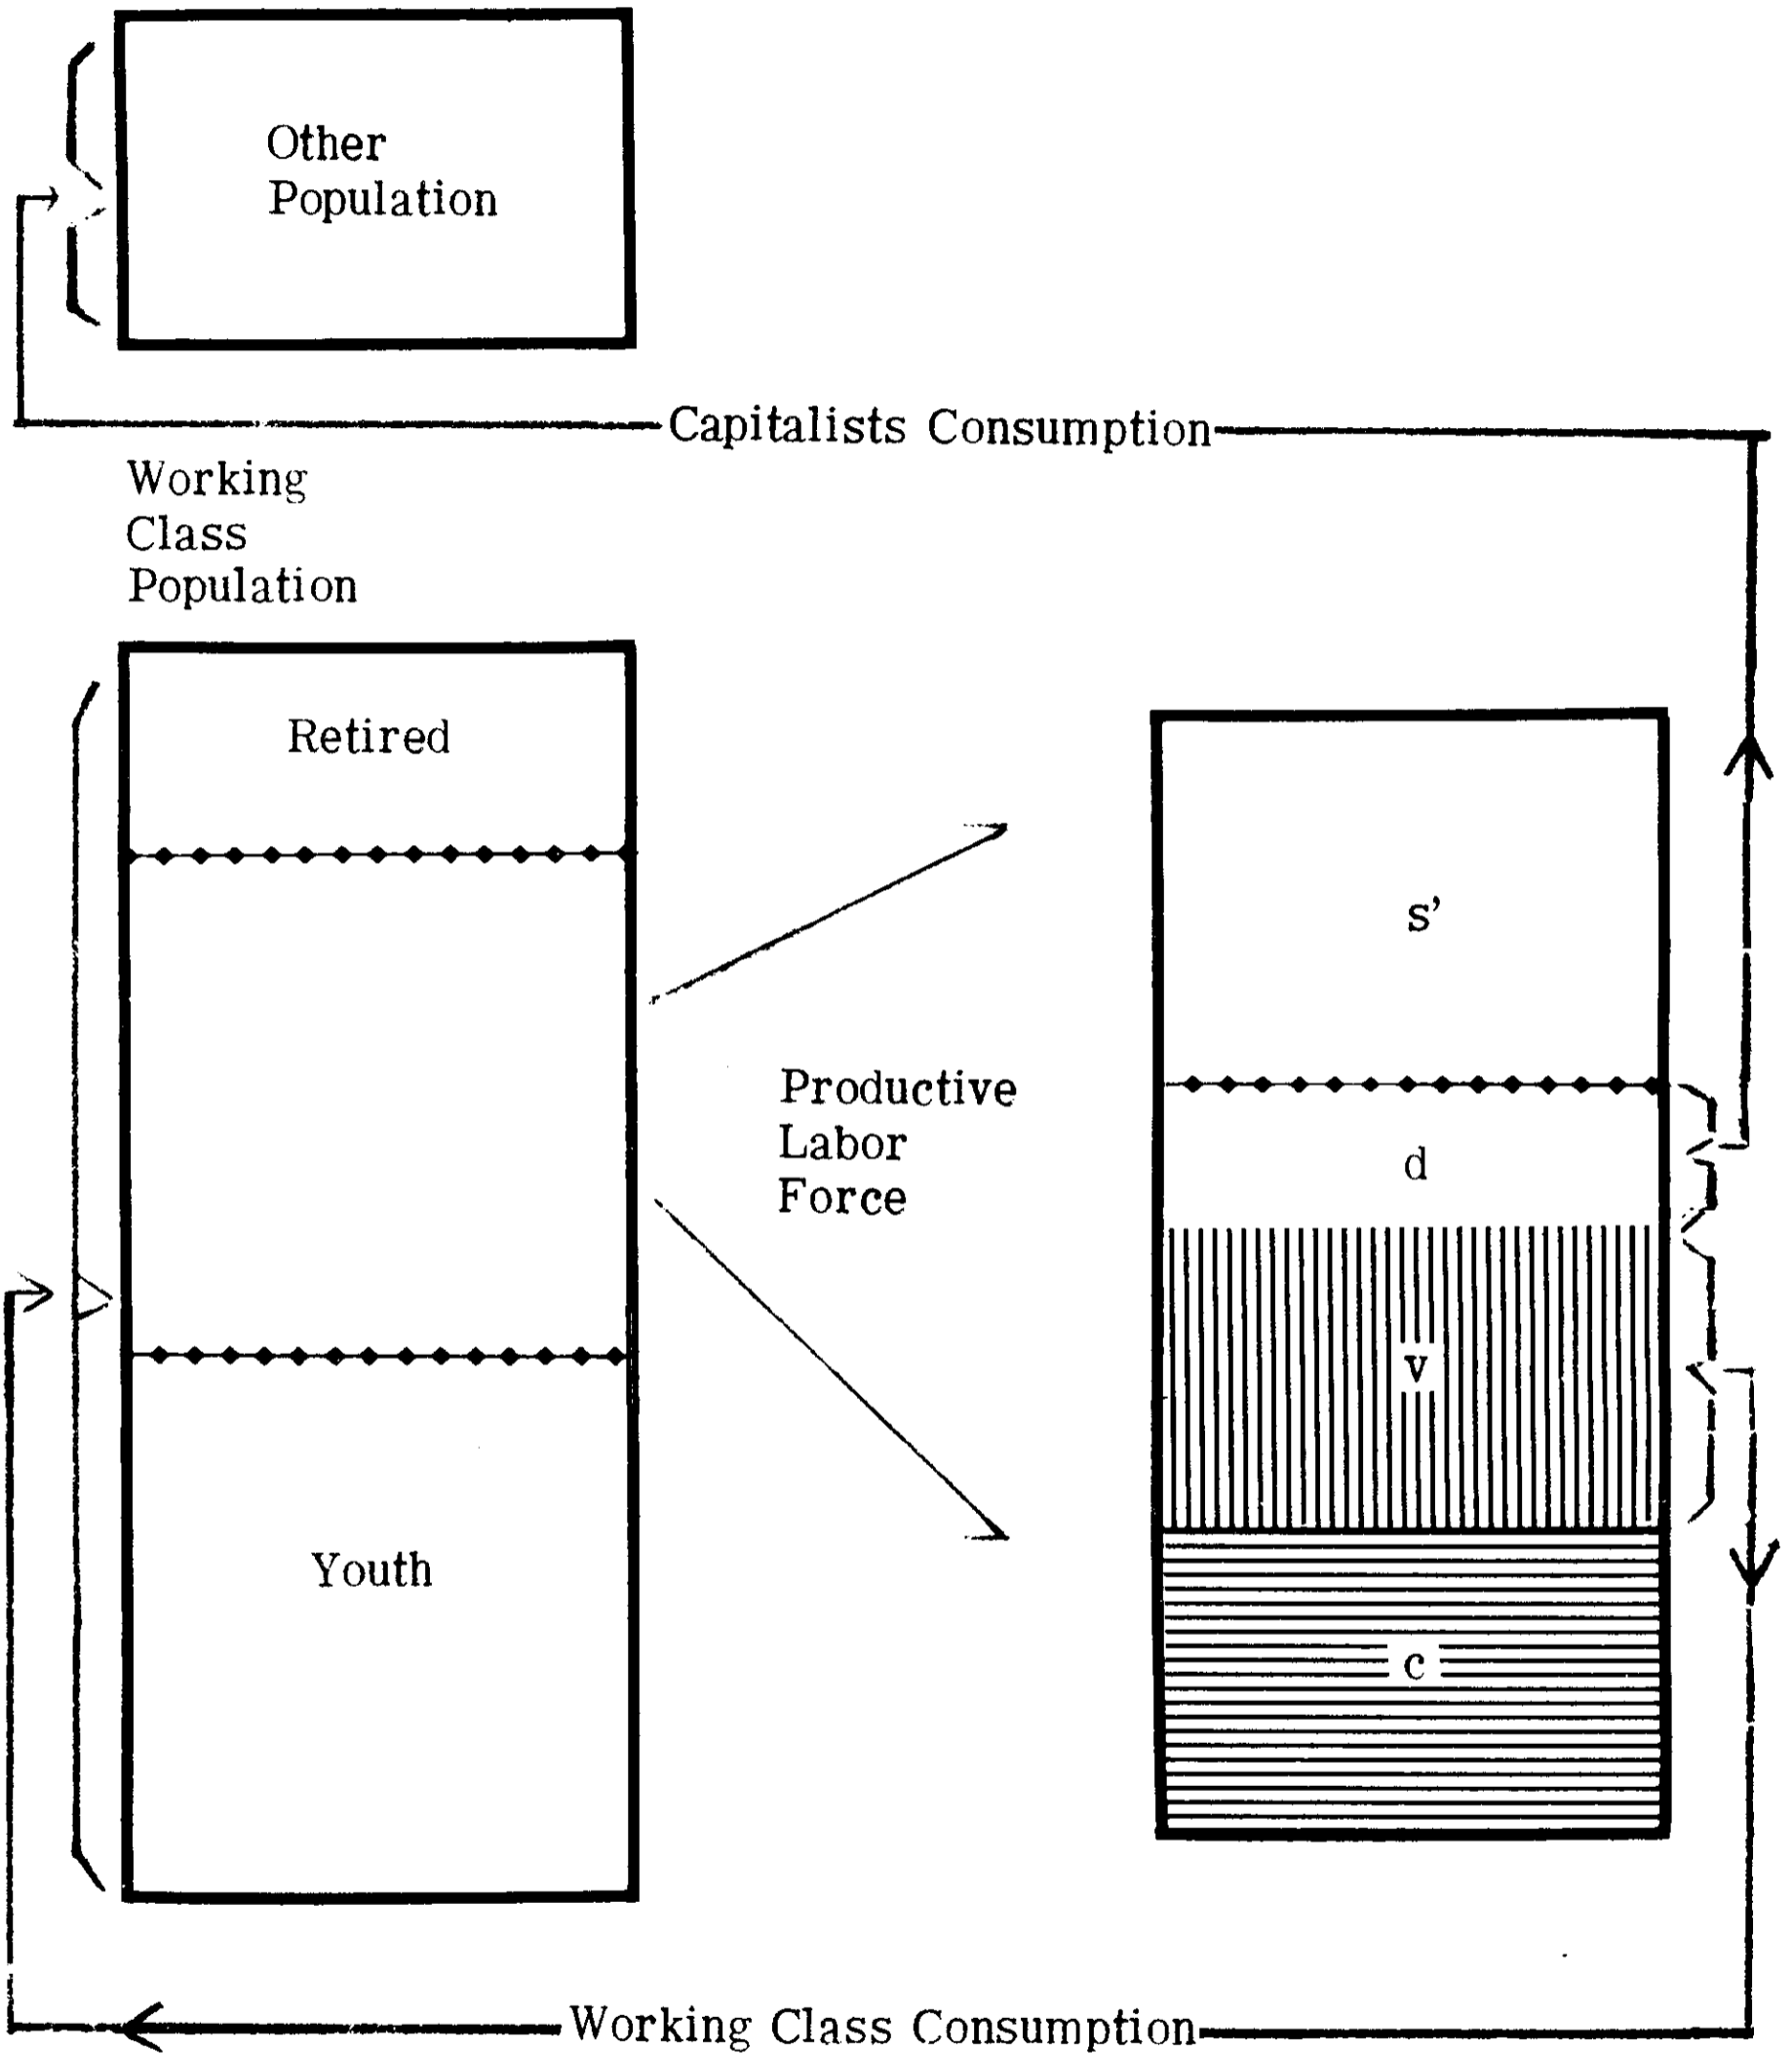 Other
Population
Capitalists Consumption
Working
Class
Population
Retired
s’
Productive
Labor
Force
d
v
Youth
c
Working Class Consumption